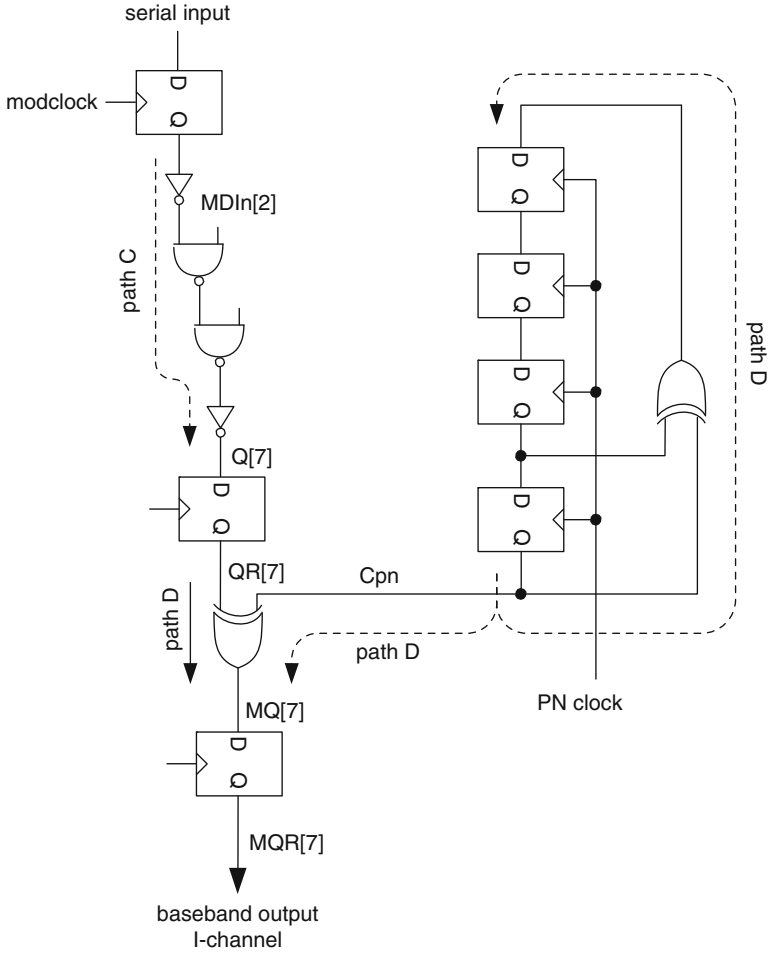 serial input
modclock
D
Q
MDIn[2]
path C
Q[7]
D
Q
QR[7]
path D
MQ[7]
D
Q
MQR[7]
baseband output
I-channel
D
Q
D
Q
D
Q
D
Q
Cpn
path D
path D
PN clock